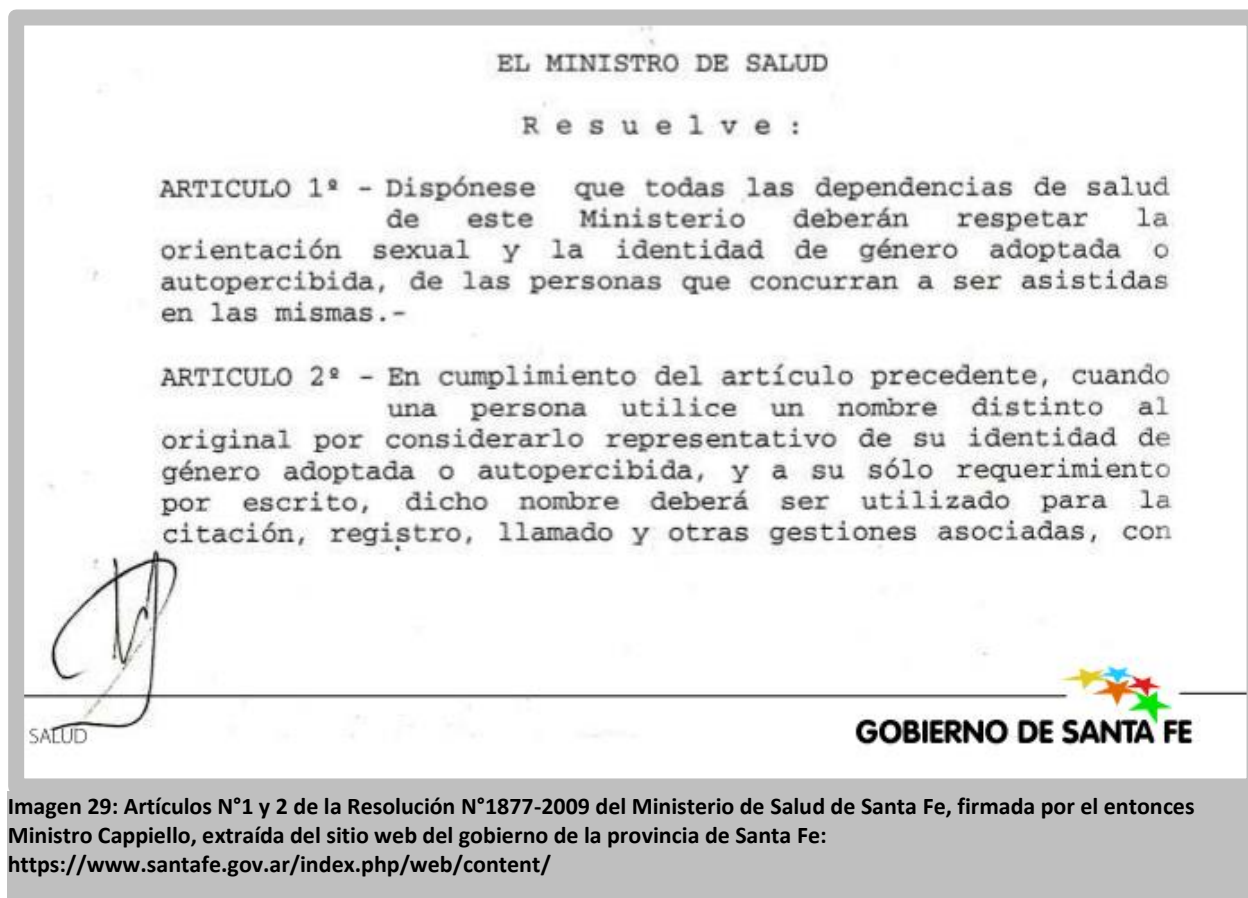 EL MINISTRO DE SALUD
R e s u e l v e :
ARTICULO 1º - Dispónese que todas las dependencias de salud
de este Ministerio deberán respetar la
orientación sexual y la identidad de género adoptada o
autopercibida, de las personas que concurran a ser asistidas
en las mismas.-
ARTICULO 2º - En cumplimiento del artículo precedente, cuando
una persona utilice un nombre distinto al
original por considerarlo representativo de su identidad de
género adoptada o autopercibida, y a su sólo requerimiento
por escrito, dicho nombre deberá ser utilizado para la
citación, registro, llamado y otras gestiones asociadas, con
SALUD
GOBIERNO DE SANTA FE
Imagen 29: Artículos N°1 y 2 de la Resolución N°1877-2009 del Ministerio de Salud de Santa Fe, firmada por el entonces
Ministro Cappiello, extraída del sitio web del gobierno de la provincia de Santa Fe:
https://www.santafe.gov.ar/index.php/web/content/